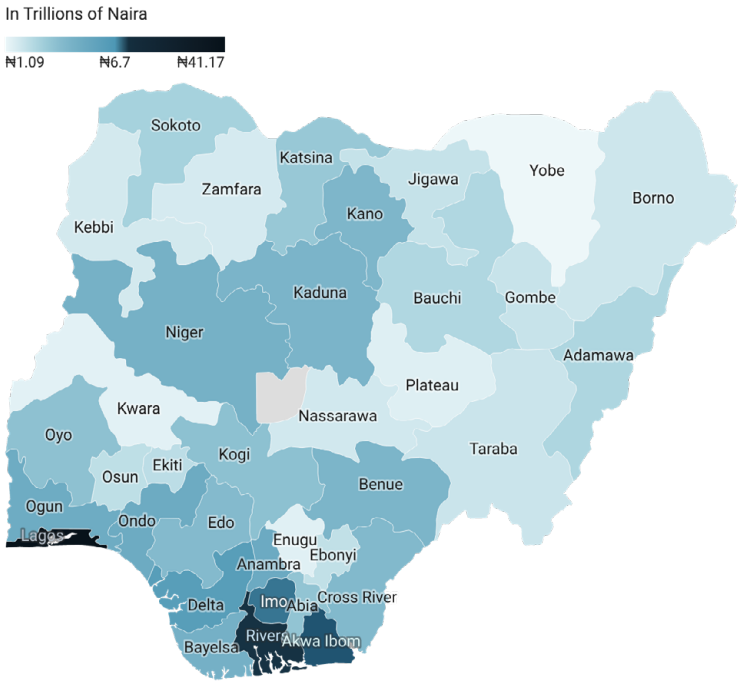 In Trillions of Naira
₦1.09 ₦6.7 ₦41.17
Sokoto
Katsina
Zamfara
Jigawa
Yobe
Borno
Kano
Kebbi
Kaduna
Bauchi
Gombe
Niger
Adamawa
Plateau
Kwara
Nassarawa
Oyo
Kogi
Taraba
Ekiti
Osun
Benue
Ogun
Ondo
Edo
Lagos
Enugu
Ebonyi
Anambra
Cross River
Imo
Abia
Delta
Rivers
Akwa Ibom
Bayelsa